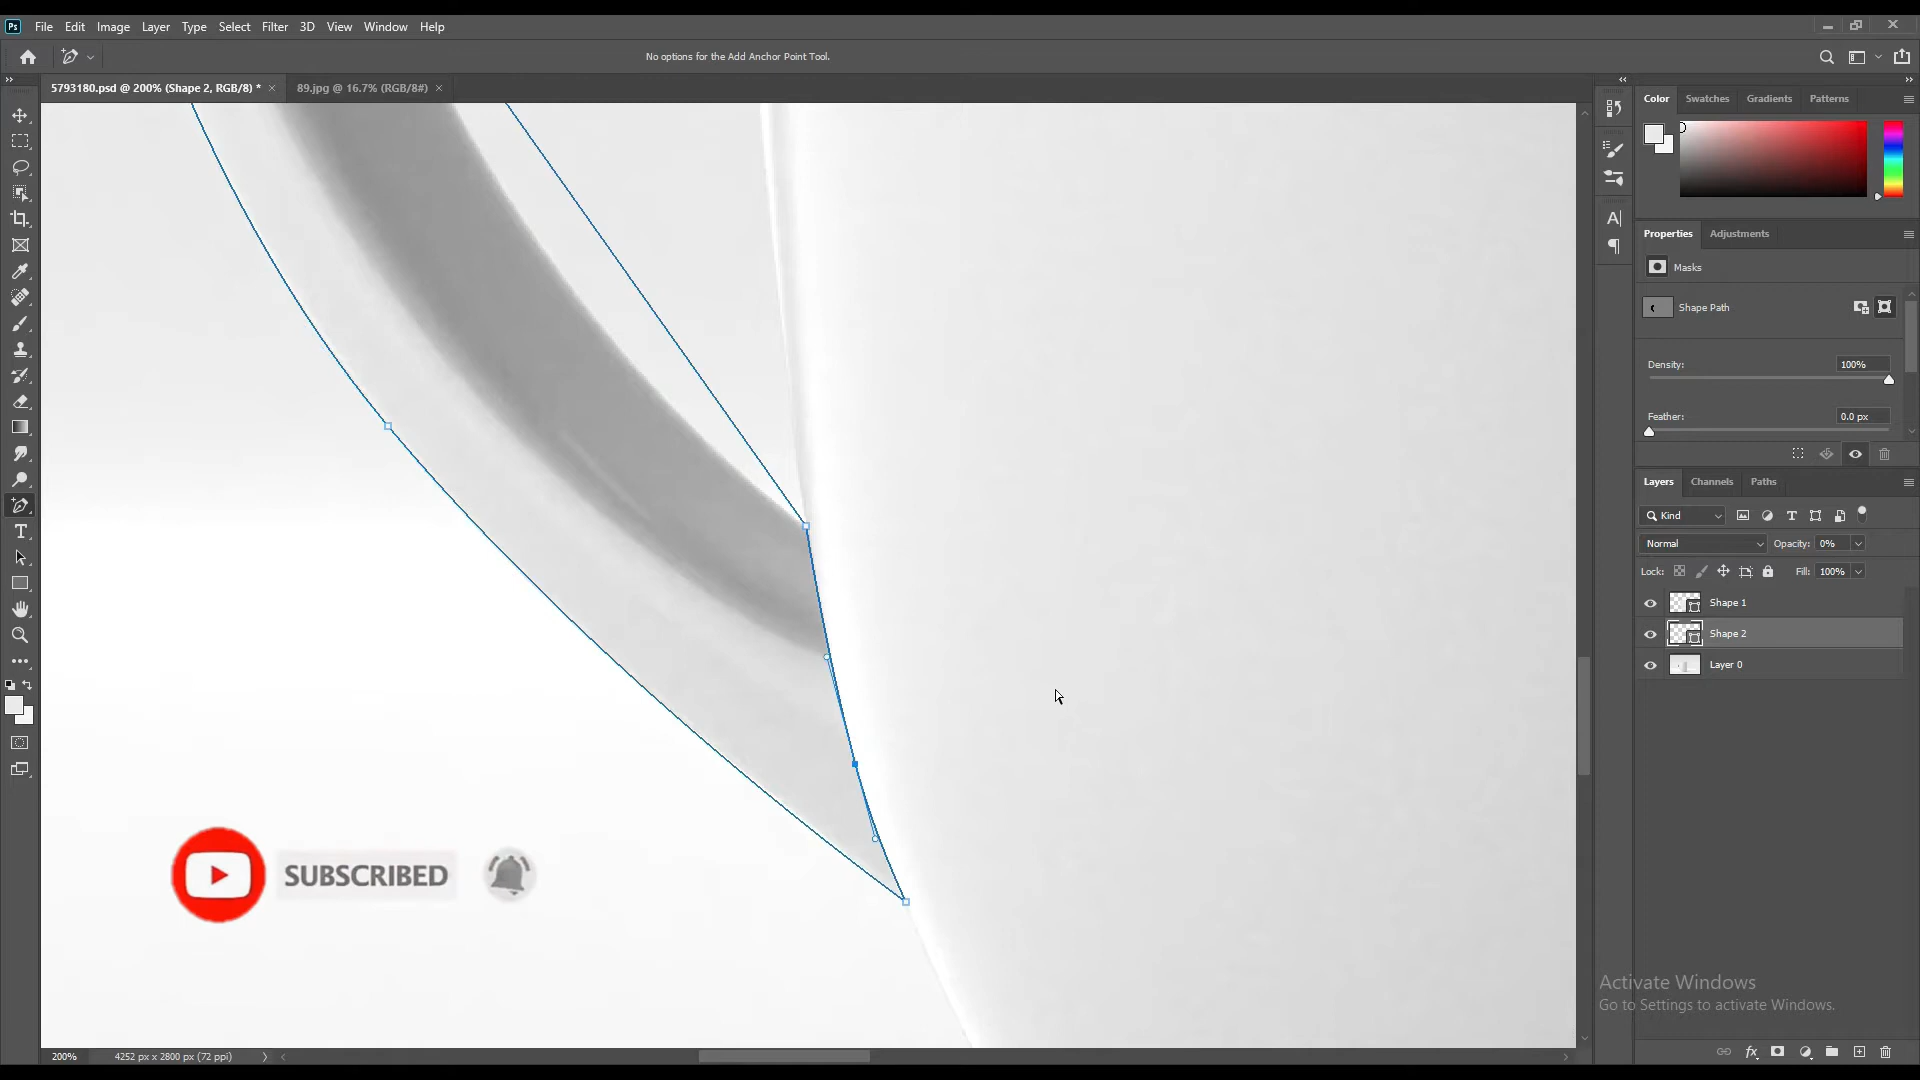 Ps File Edit Image Layer Type Select Filter 3D View Window Help
No options for the Add Anchor Point Tool.
5793180.psd @ 200% (Shape 2, RGB/8) * × 89.jpg @ 16.7% (RGB/8#) ×
Color Swatches Gradients Patterns
Properties Adjustments
Masks
Shape Path
Density: 100%
Feather: 0.0 px
Layers Channels Paths
Kind
Normal Opacity: 0%
Lock: Fill: 100%
Shape 1
Shape 2
Layer 0
SUBSCRIBED
Activate Windows
Go to Settings to activate Windows.
200% 4252 px x 2800 px (72 ppi)